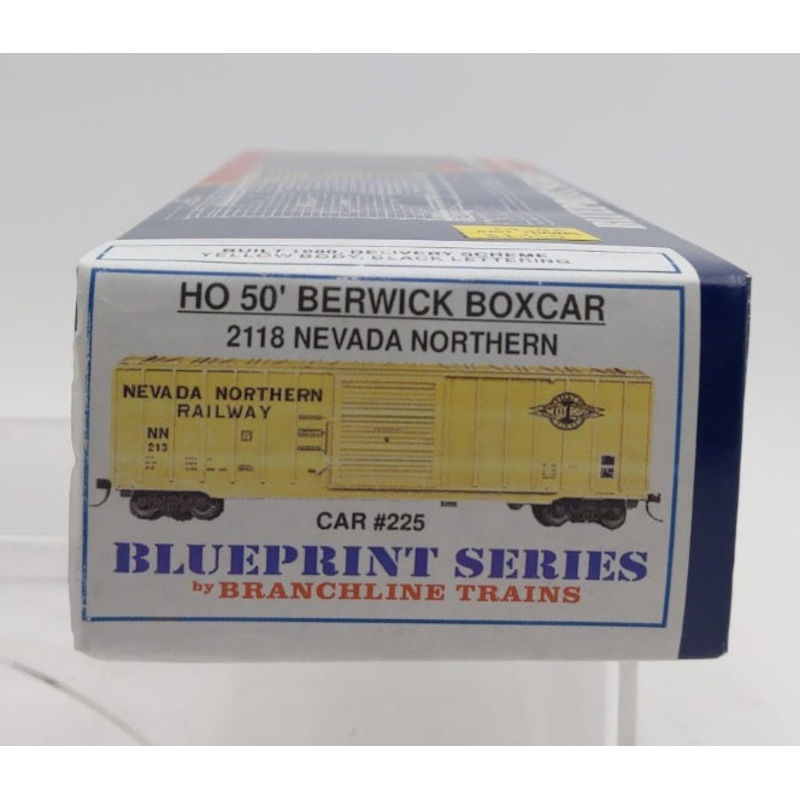 BUILT 1980, DELIVERY SCHEME
YELLOW BODY, BLACK LETTERING
HO 50' BERWICK BOXCAR
2118 NEVADA NORTHERN
NEVADA NORTHERN
RAILWAY
NN
213
CAR #225
BLUEPRINT SERIES
by BRANCHLINE TRAINS